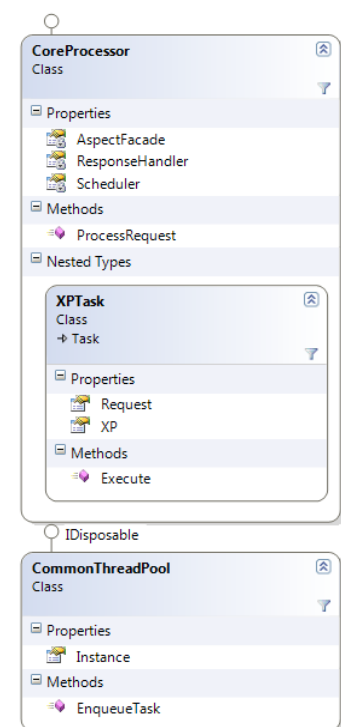 CoreProcessor
Class
Properties
AspectFacade
ResponseHandler
Scheduler
Methods
ProcessRequest
Nested Types
XPTask
Class
Task
Properties
Request
XP
Methods
Execute
IDisposable
CommonThreadPool
Class
Properties
Instance
Methods
EnqueueTask